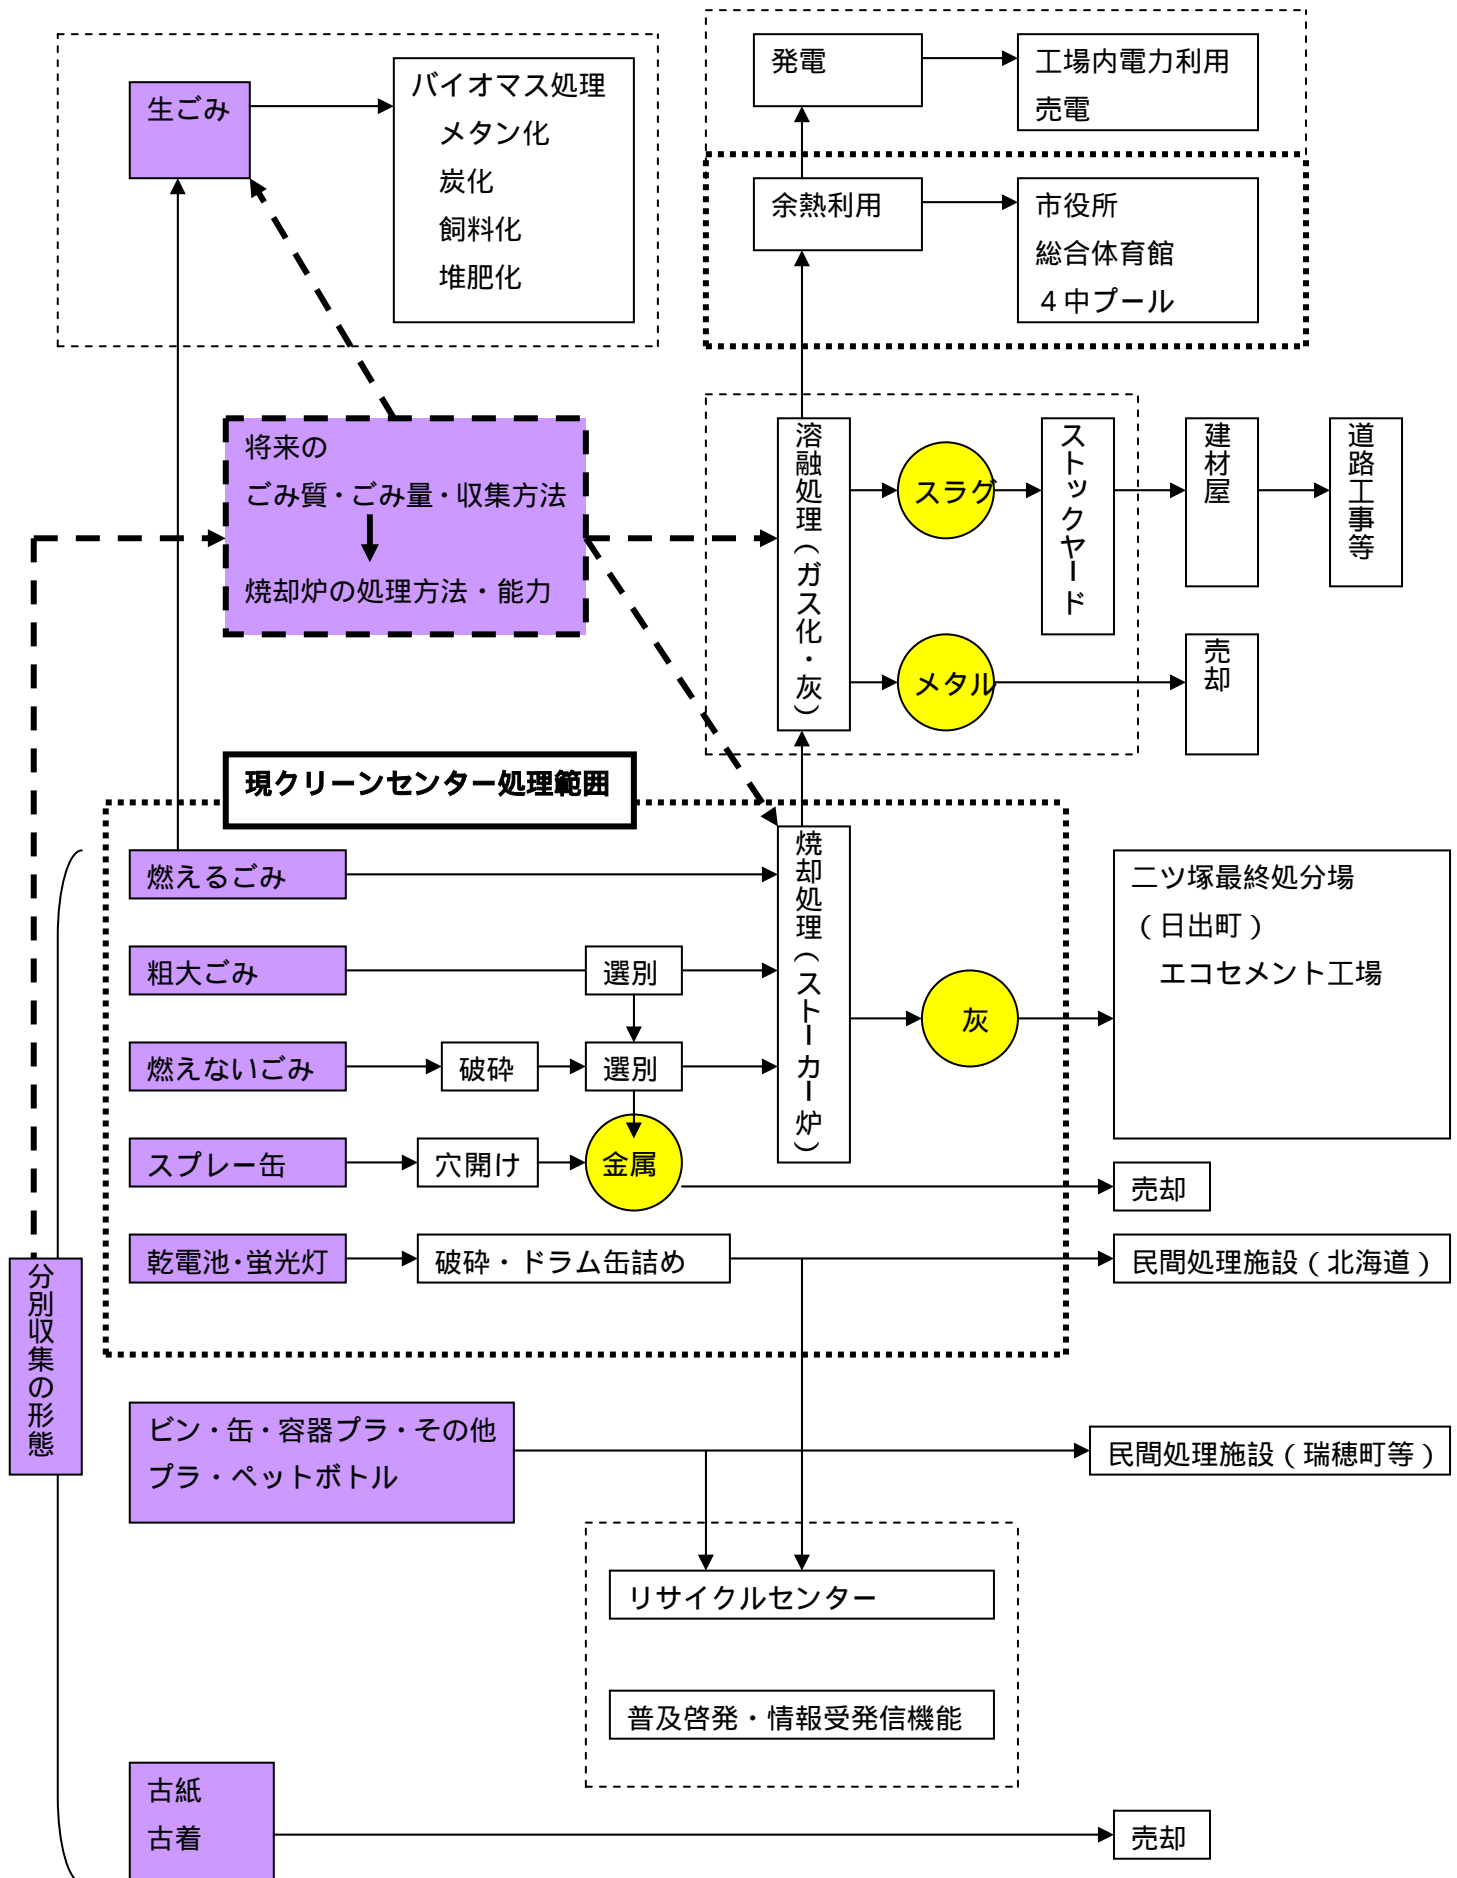 生ごみ
バイオマス処理
メタン化
炭化
飼料化
堆肥化
発電
工場内電力利用
売電
余熱利用
市役所
総合体育館
４中プール
将来の
ごみ質・ごみ量・収集方法
焼却炉の処理方法・能力
溶融処理（ガス化・灰）
スラグ
ストックヤード
建材屋
道路工事等
メタル
売却
現クリーンセンター処理範囲
燃えるごみ
粗大ごみ
選別
燃えないごみ
破砕
選別
スプレー缶
穴開け
金属
乾電池・蛍光灯
破砕・ドラム缶詰め
焼却処理（ストーカー炉）
灰
二ツ塚最終処分場
（日出町）
エコセメント工場
売却
民間処理施設（北海道）
分別収集の形態
ビン・缶・容器プラ・その他
プラ・ペットボトル
民間処理施設（瑞穂町等）
リサイクルセンター
普及啓発・情報受発信機能
古紙
古着
売却